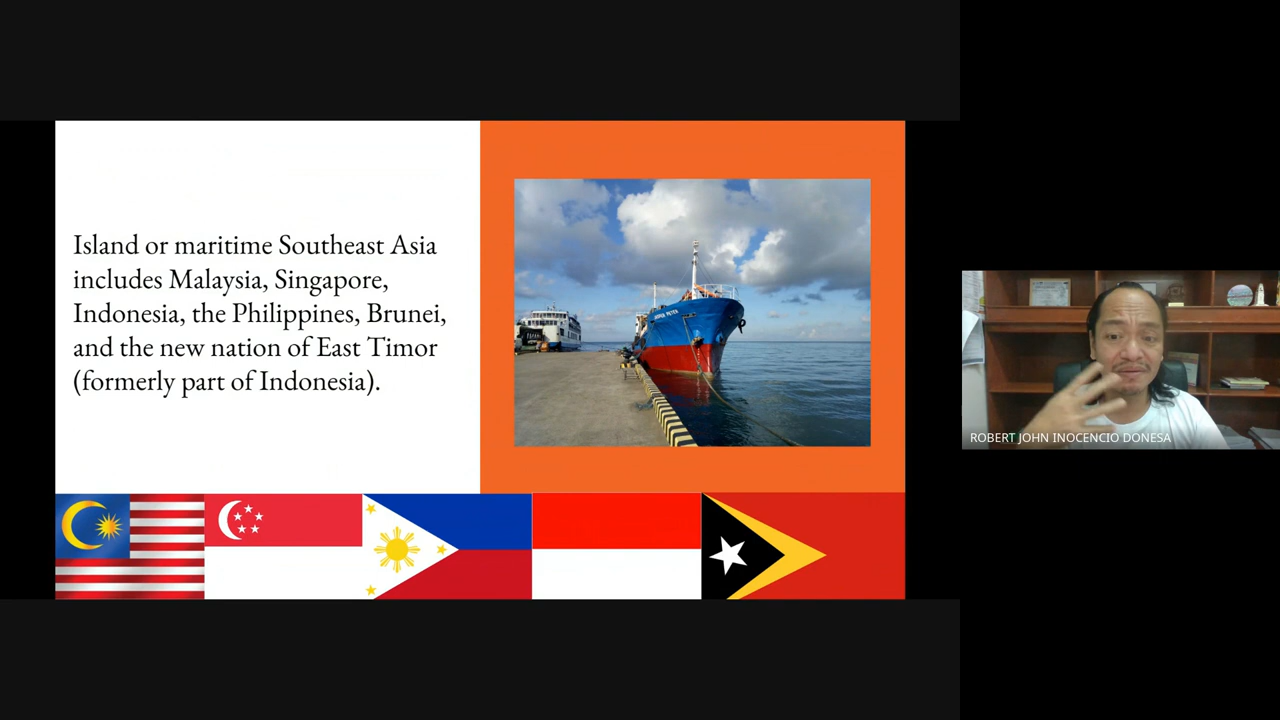 Island or maritime Southeast Asia
includes Malaysia, Singapore,
Indonesia, the Philippines, Brunei,
and the new nation of East Timor
(formerly part of Indonesia).
ROBERT JOHN INOCENCIO DONESA